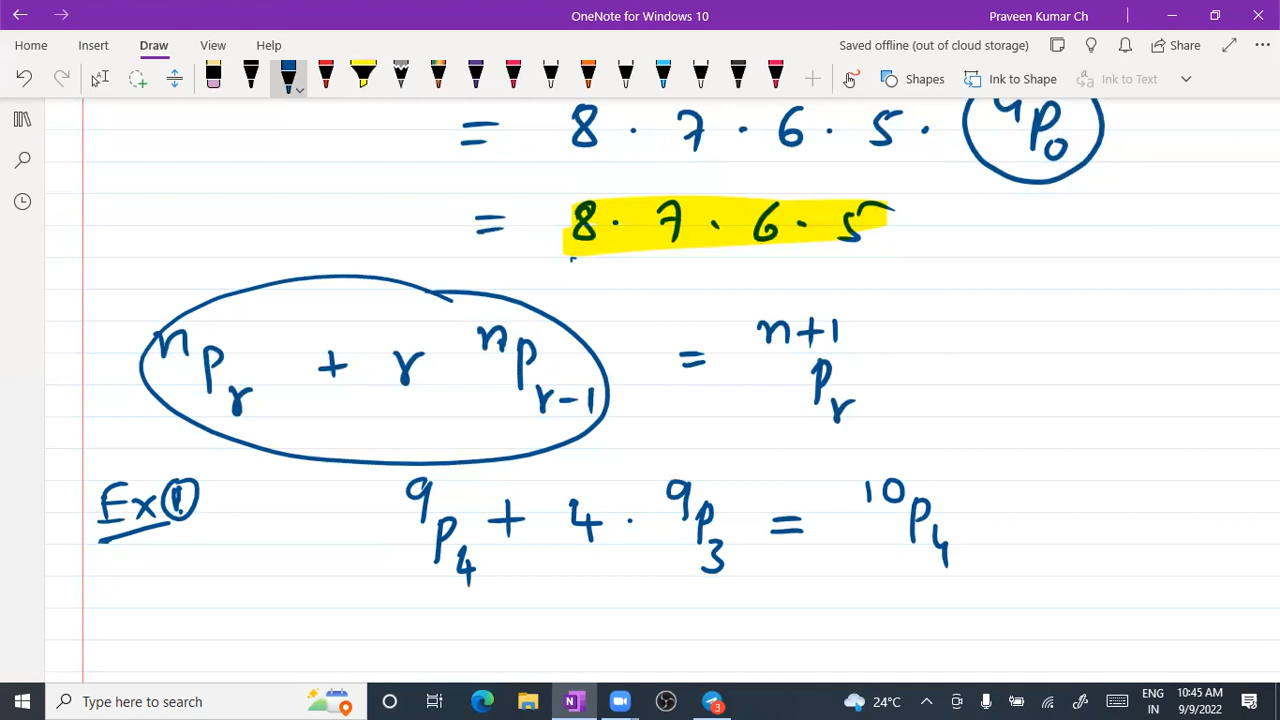 OneNote for Windows 10
Praveen Kumar Ch
Home Insert Draw View Help
Saved offline (out of cloud storage)
Share
Shapes Ink to Shape Ink to Text
= 8 · 7 · 6 · 5 · ⁴P₀
= 8 · 7 · 6 · 5
ⁿPᵣ + r ⁿPᵣ₋₁ = ⁿ⁺¹Pᵣ
Ex① ⁹P₄ + 4 · ⁹P₃ = ¹⁰P₄
Type here to search
3
24°C
ENG
IN
10:45 AM
9/9/2022